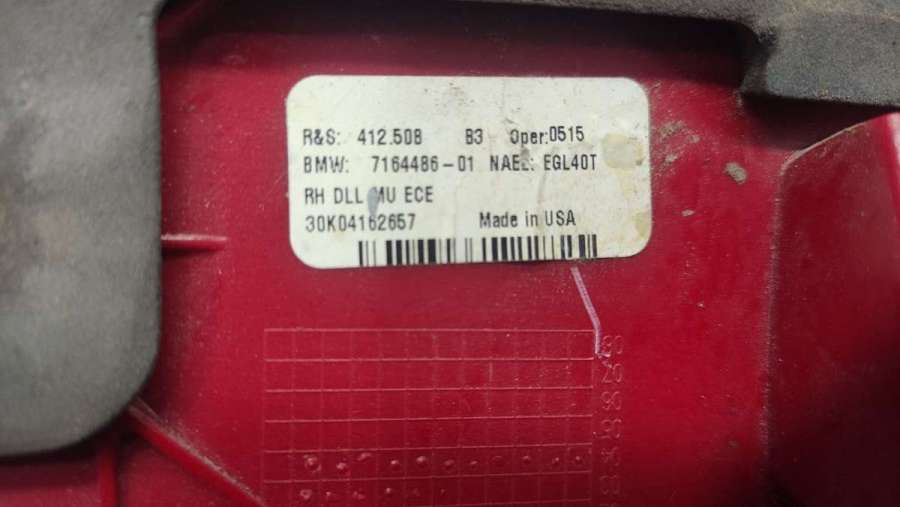 R&S: 412.508 B3 Oper:0515
BMW: 7164486-01 NAEL: EGL40T
RH DLL MU ECE
30K04162657 Made in USA